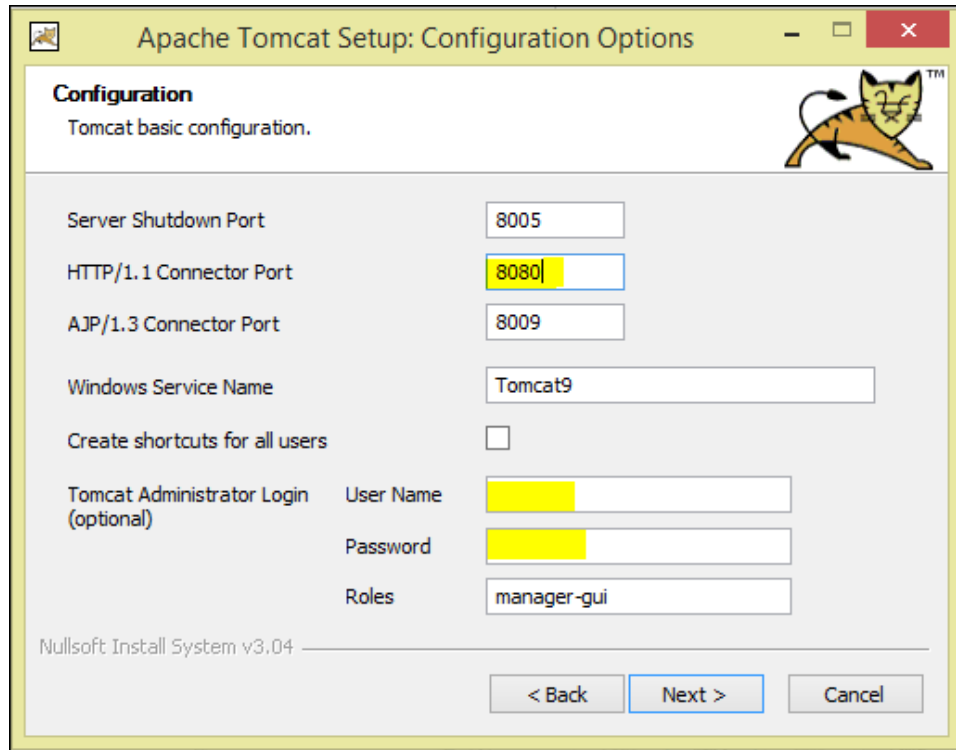 Apache Tomcat Setup: Configuration Options
Configuration
Tomcat basic configuration.
TM
Server Shutdown Port 8005
HTTP/1.1 Connector Port 8080
AJP/1.3 Connector Port 8009
Windows Service Name Tomcat9
Create shortcuts for all users
Tomcat Administrator Login User Name
(optional)
Password
Roles manager-gui
Nullsoft Install System v3.04
< Back Next > Cancel